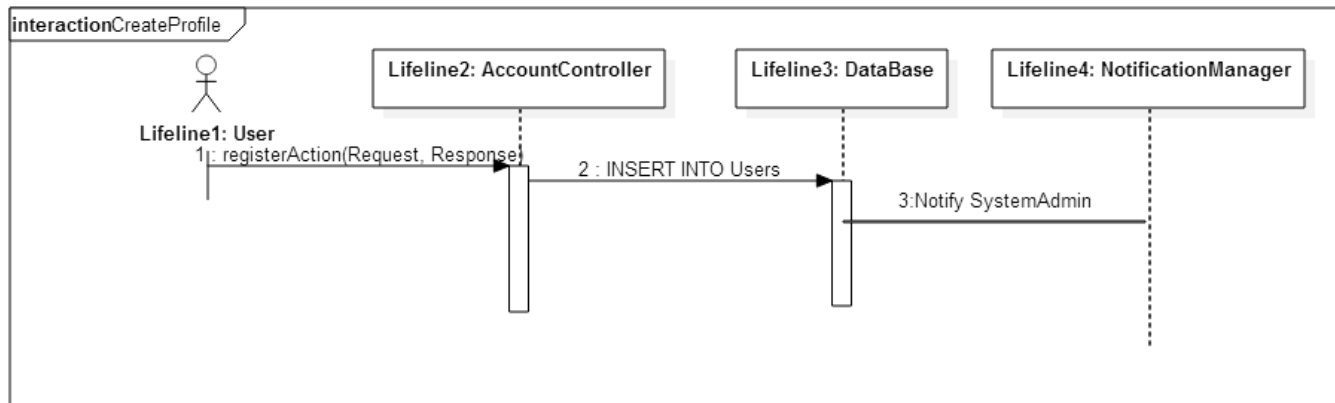 interactionCreateProfile
Lifeline2: AccountController
Lifeline3: DataBase
Lifeline4: NotificationManager
Lifeline1: User
1 : registerAction(Request, Response)
2 : INSERT INTO Users
3:Notify SystemAdmin